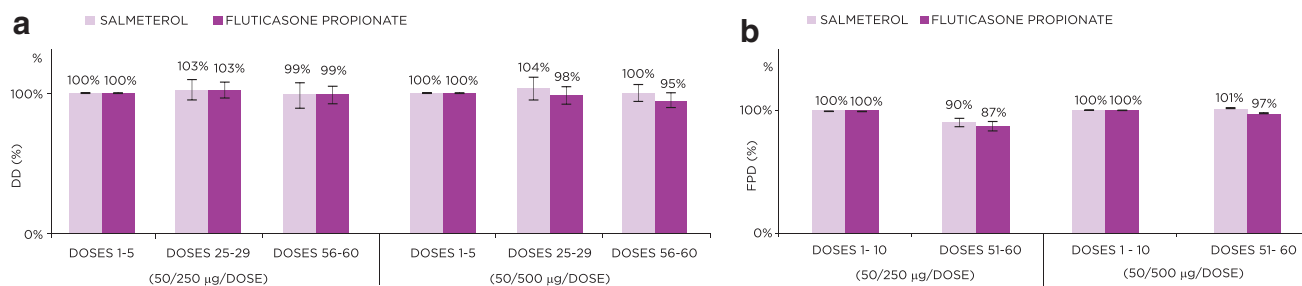 a
SALMETEROL FLUTICASONE PROPIONATE
%
103% 103% 104%
100% 100% 99% 99% 100% 100% 98% 100% 95%
100%
DD (%)
0%
DOSES 1-5 DOSES 25-29 DOSES 56-60 DOSES 1-5 DOSES 25-29 DOSES 56-60
(50/250 µg/DOSE) (50/500 µg/DOSE)
b
SALMETEROL FLUTICASONE PROPIONATE
%
100% 100% 90% 87% 100% 100% 101% 97%
100%
FPD (%)
0%
DOSES 1- 10 DOSES 51-60 DOSES 1 - 10 DOSES 51- 60
(50/250 µg/DOSE) (50/500 µg/DOSE)